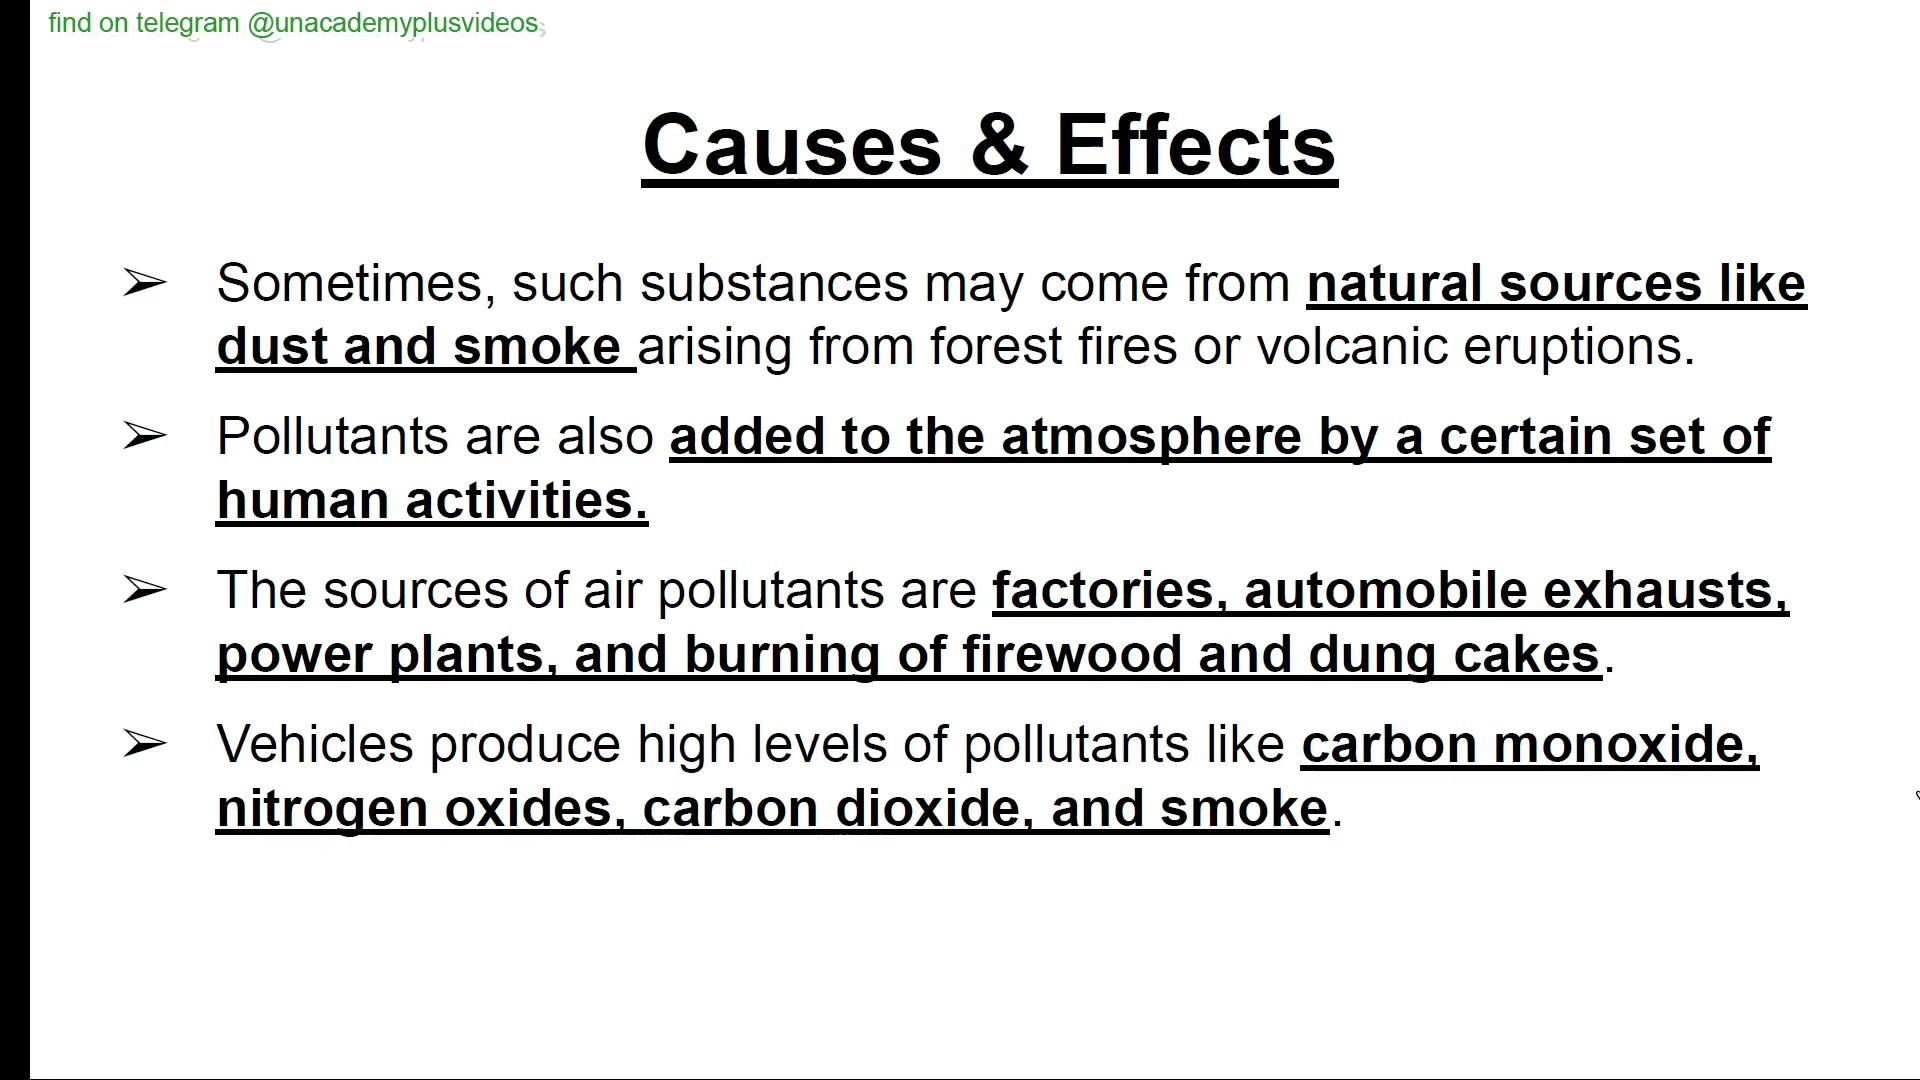 find on telegram @unacademyplusvideos
Causes & Effects
➢ Sometimes, such substances may come from natural sources like
dust and smoke arising from forest fires or volcanic eruptions.
➢ Pollutants are also added to the atmosphere by a certain set of
human activities.
➢ The sources of air pollutants are factories, automobile exhausts,
power plants, and burning of firewood and dung cakes.
➢ Vehicles produce high levels of pollutants like carbon monoxide,
nitrogen oxides, carbon dioxide, and smoke.